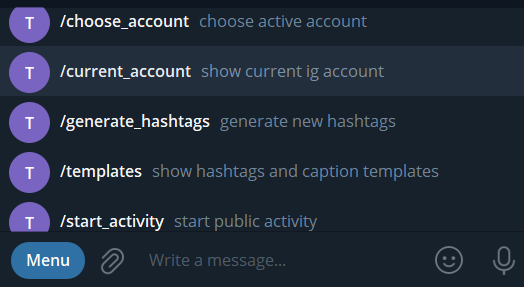 T /choose_account choose active account
T /current_account show current ig account
T /generate_hashtags generate new hashtags
T /templates show hashtags and caption templates
T /start_activity start public activity
Menu Write a message...